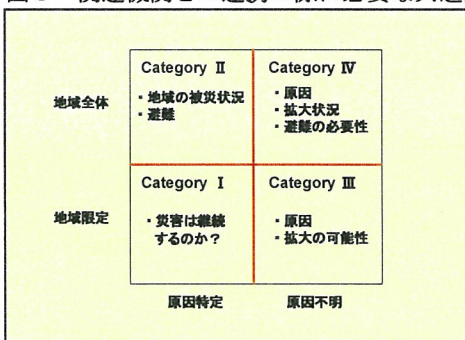 Category Ⅱ
・地域の被災状況
・避難
Category Ⅳ
・原因
・拡大状況
・避難の必要性
地域全体
Category Ⅰ
・災害は継続
するのか？
Category Ⅲ
・原因
・拡大の可能性
地域限定
原因特定
原因不明